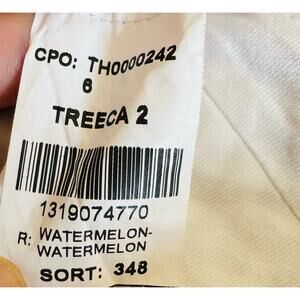 CPO: TH0000242
6
TREECA 2
1319074770
R: WATERMELON-
WATERMELON
SORT: 348